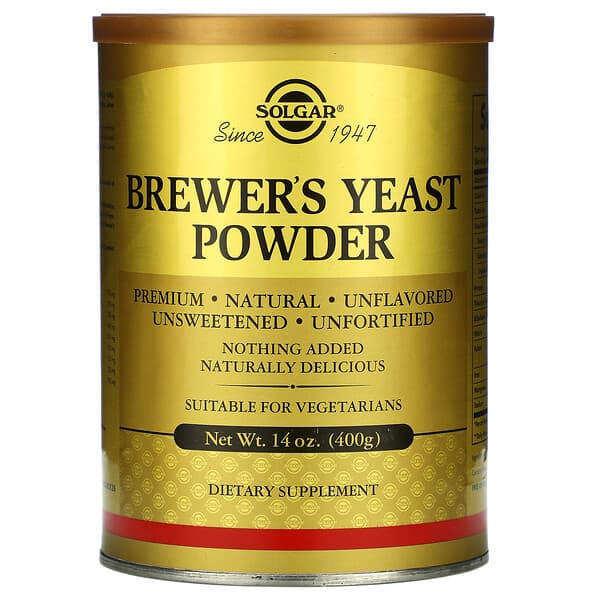 SOLGAR®
Since 1947
BREWER'S YEAST
POWDER
PREMIUM • NATURAL • UNFLAVORED
UNSWEETENED • UNFORTIFIED
NOTHING ADDED
NATURALLY DELICIOUS
SUITABLE FOR VEGETARIANS
Net Wt. 14 oz. (400g)
DIETARY SUPPLEMENT